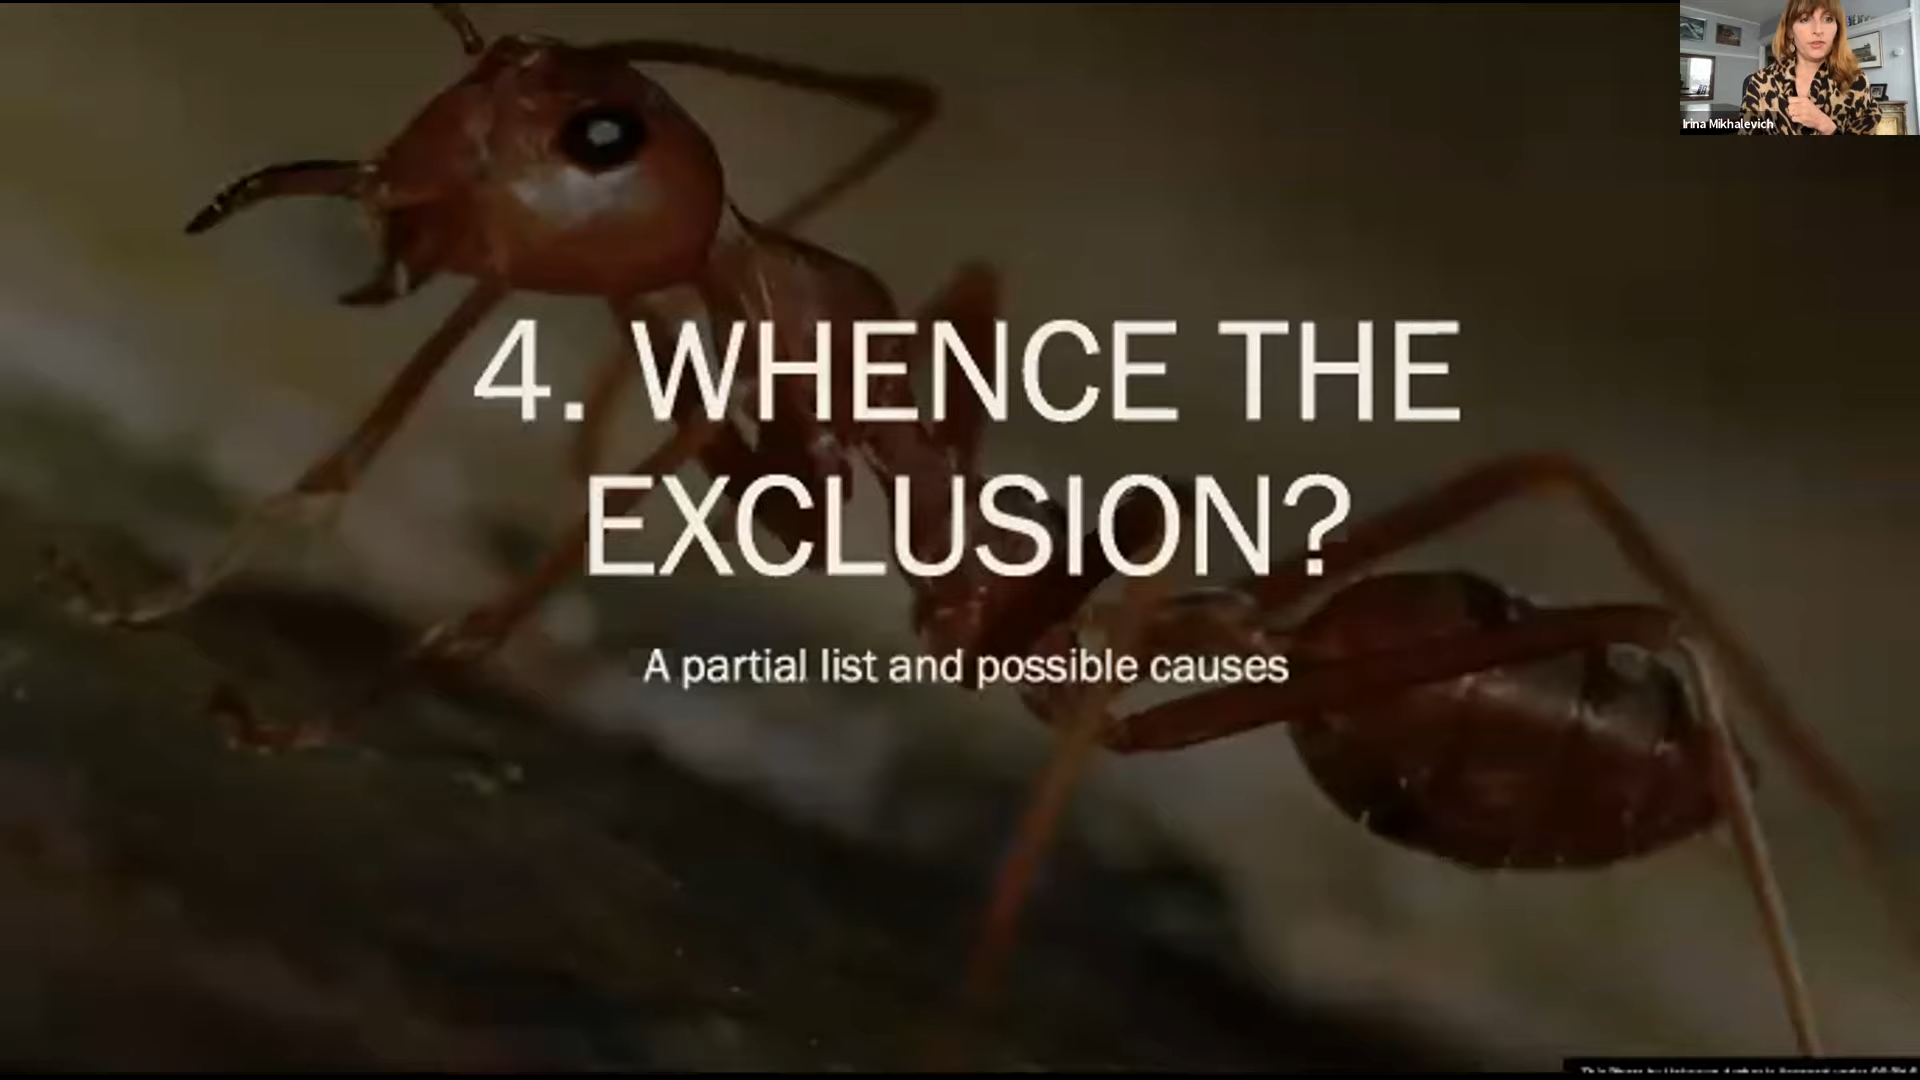 Irina Mikhalevich
4. WHENCE THE
EXCLUSION?
A partial list and possible causes